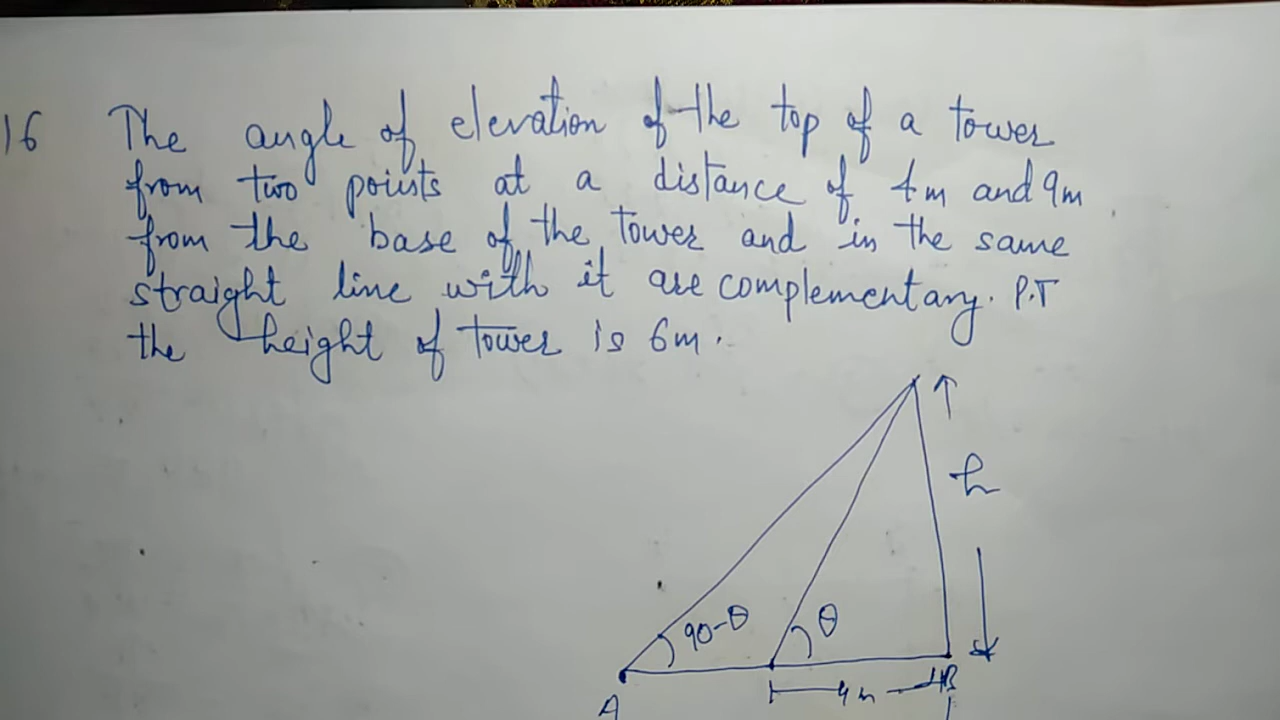 16 The angle of elevation of the top of a tower
from two points at a distance of 4m and 9m
from the base of the tower and in the same
straight line with it are complementary. P.T
the height of tower is 6m.
h
90-θ θ
4m
A B